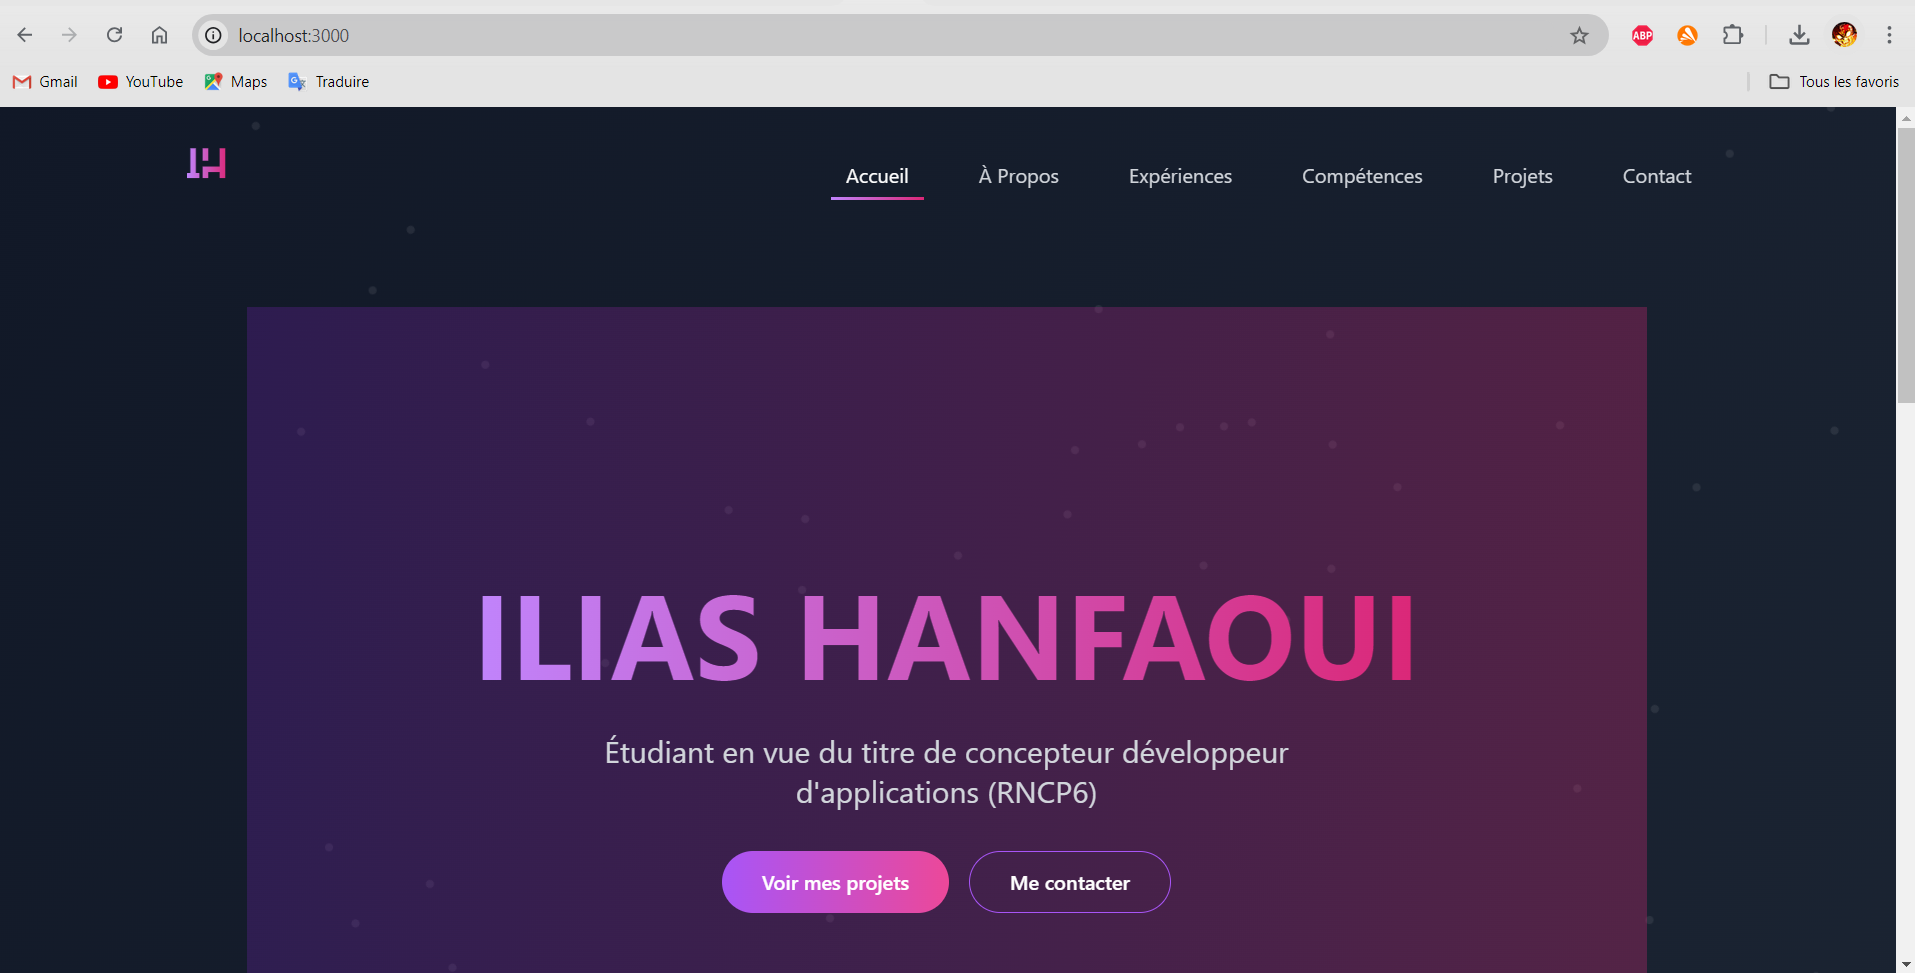 localhost:3000
ABP
Gmail
YouTube
Maps
Traduire
Tous les favoris
IH
Accueil
À Propos
Expériences
Compétences
Projets
Contact
ILIAS HANFAOUI
Étudiant en vue du titre de concepteur développeur
d'applications (RNCP6)
Voir mes projets
Me contacter